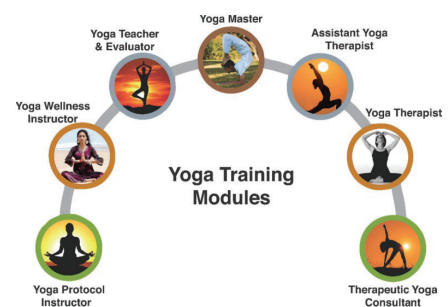 Yoga Master
Yoga Teacher
& Evaluator
Assistant Yoga
Therapist
Yoga Wellness
Instructor
Yoga Therapist
Yoga Training
Modules
Yoga Protocol
Instructor
Therapeutic Yoga
Consultant